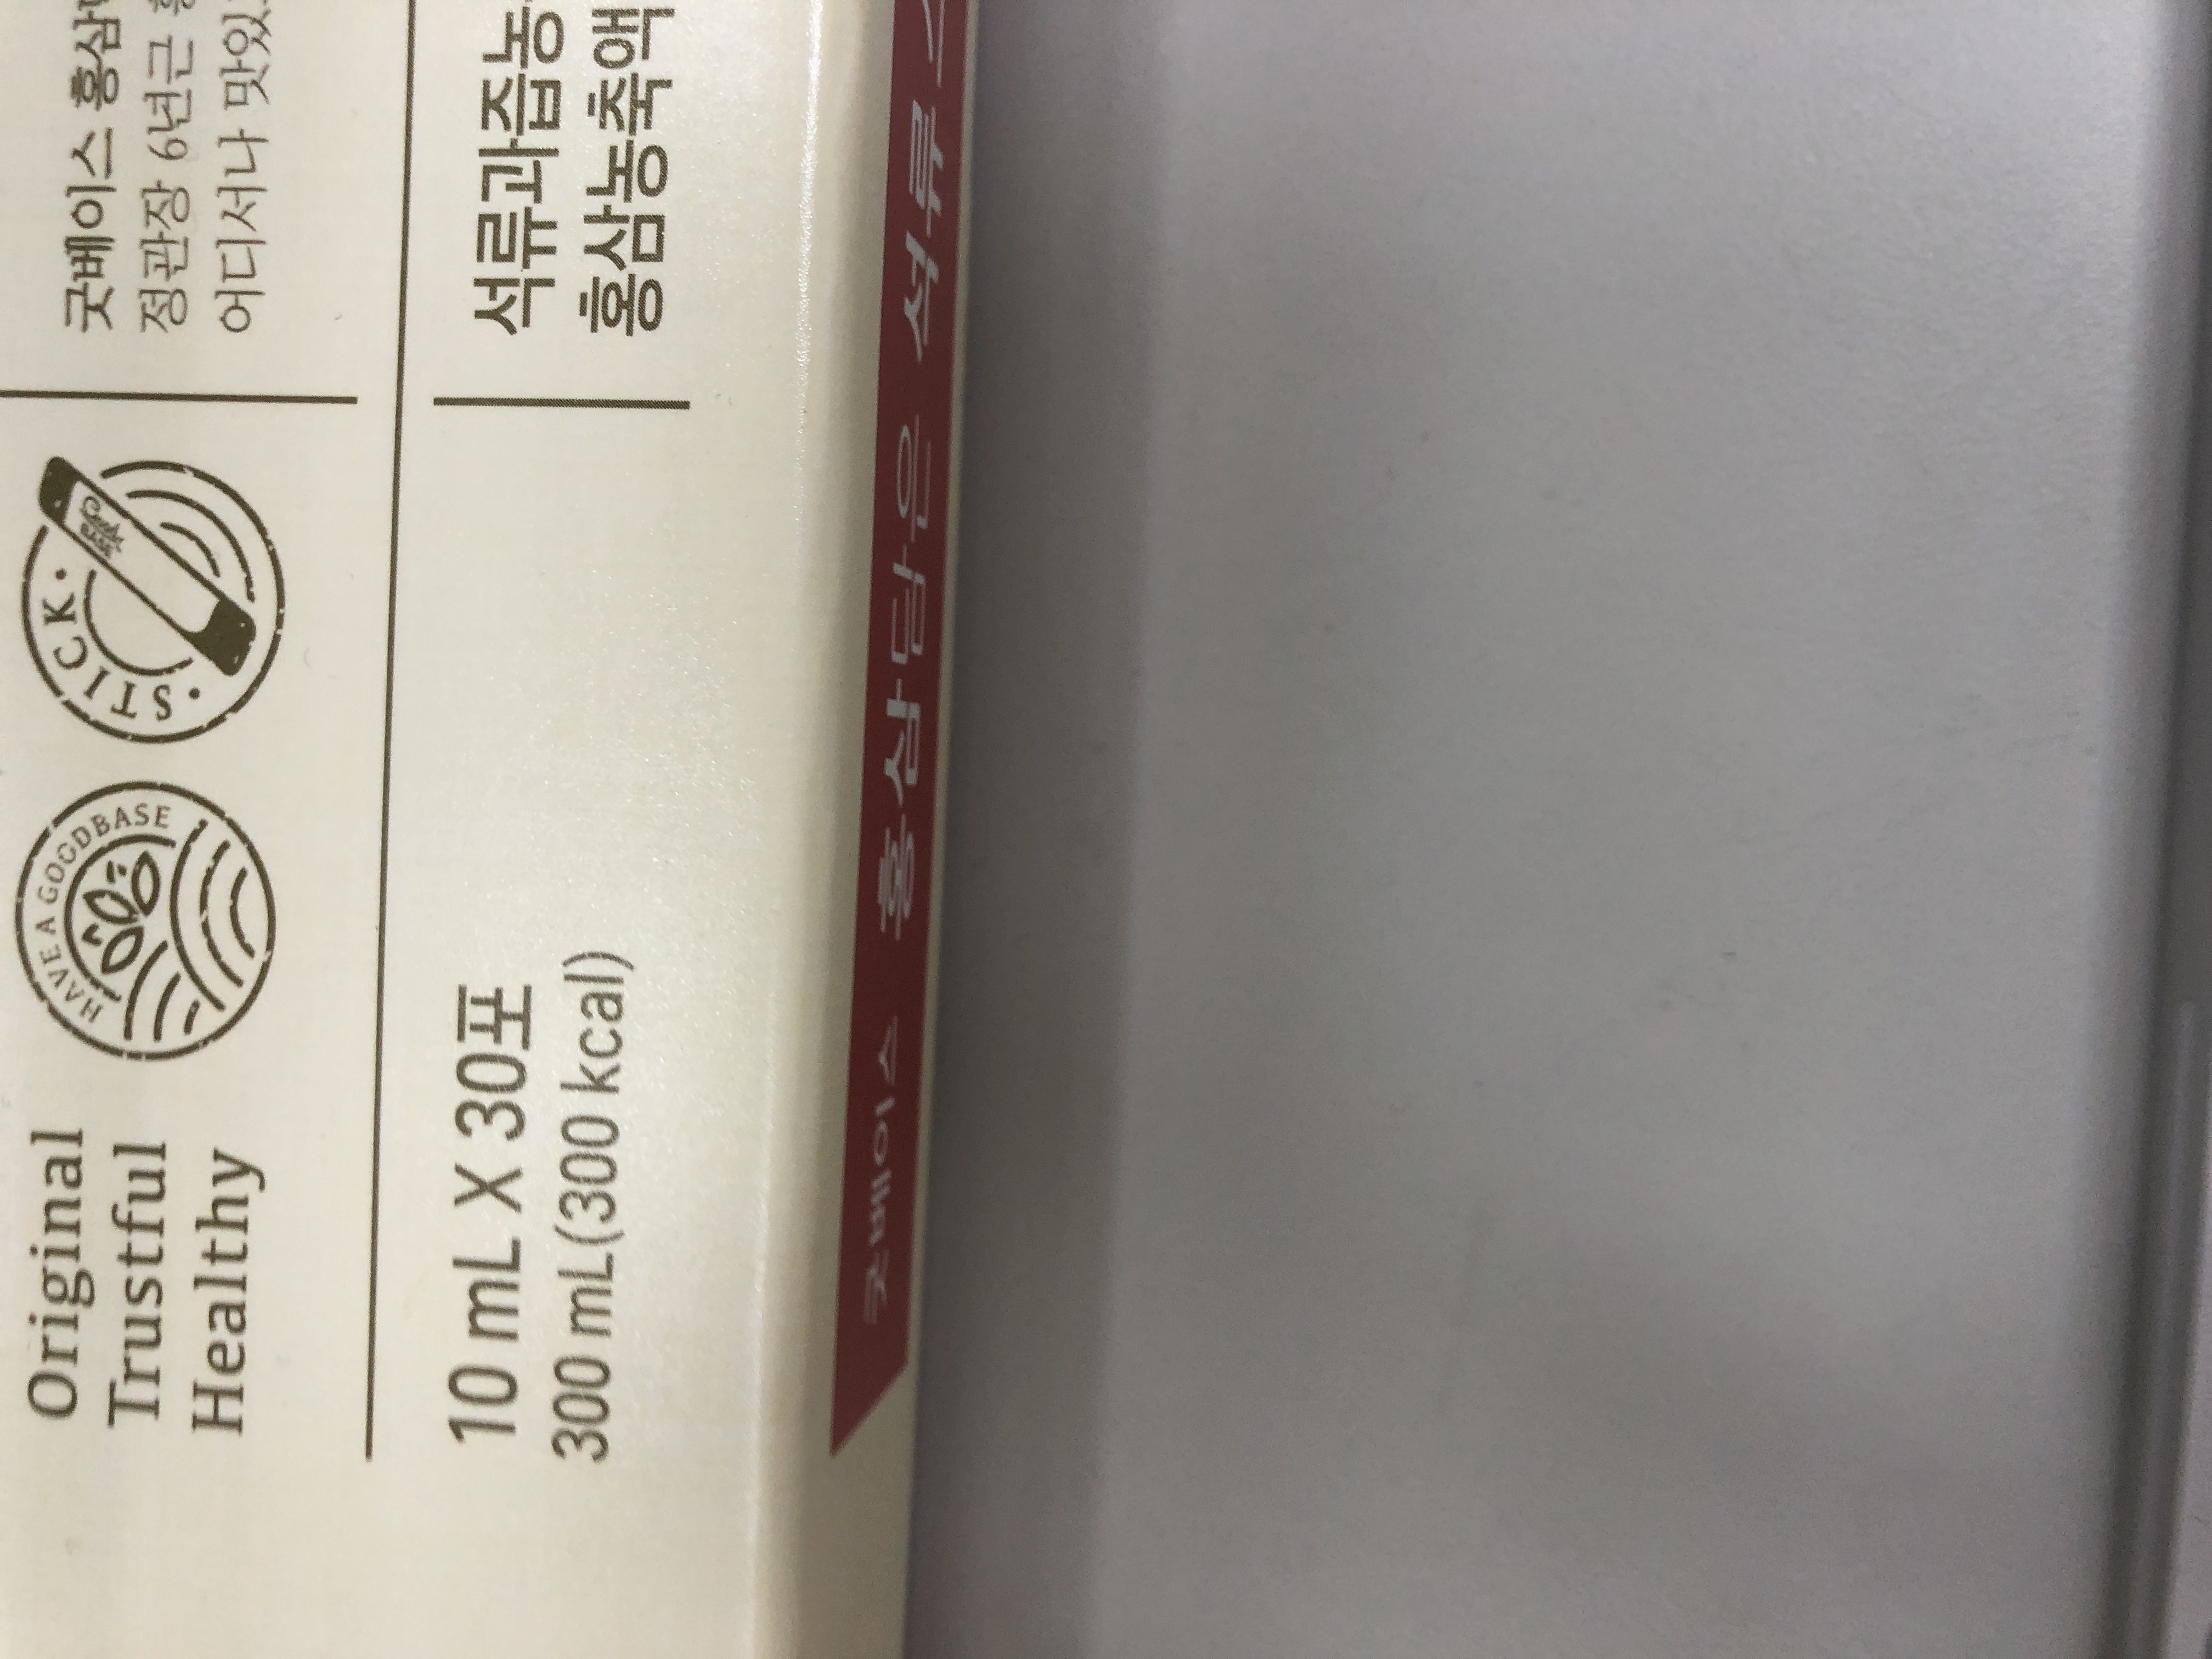 Original
Trustful
Healthy
HAVE A GOODBASE
STICK
굿베이스 홍삼
정관장 6년근
어디서나 맛있
10 mL X 30포
300 mL(300 kcal)
석류과즙농
홍삼농축액
굿베이스 홍삼담은 석류